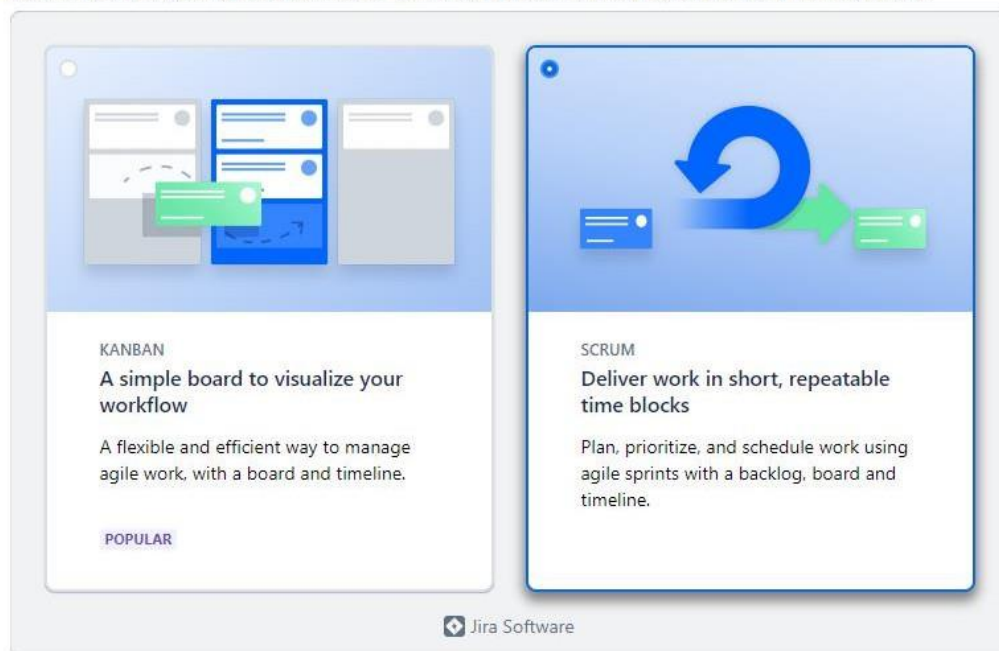 KANBAN
A simple board to visualize your
workflow
A flexible and efficient way to manage
agile work, with a board and timeline.
POPULAR
SCRUM
Deliver work in short, repeatable
time blocks
Plan, prioritize, and schedule work using
agile sprints with a backlog, board and
timeline.
Jira Software